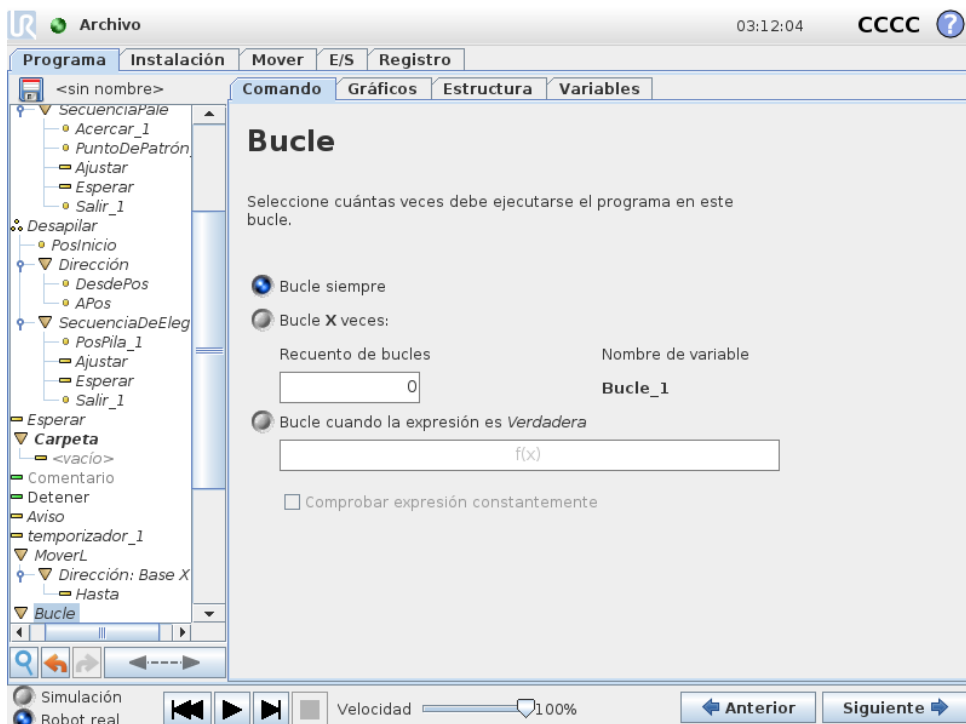 UR Archivo 03:12:04 CCCC ?
Programa Instalación Mover E/S Registro
<sin nombre>
Comando Gráficos Estructura Variables
SecuenciaPale
Acercar_1
PuntoDePatrón
Ajustar
Esperar
Salir_1
Desapilar
PosInicio
Dirección
DesdePos
APos
SecuenciaDeEleg
PosPila_1
Ajustar
Esperar
Salir_1
Esperar
Carpeta
<vacío>
Comentario
Detener
Aviso
temporizador_1
MoverL
Dirección: Base X
Hasta
Bucle
Bucle
Seleccione cuántas veces debe ejecutarse el programa en este
bucle.
Bucle siempre
Bucle X veces:
Recuento de bucles Nombre de variable
0 Bucle_1
Bucle cuando la expresión es Verdadera
f(x)
Comprobar expresión constantemente
Simulación
Robot real
Velocidad 100%
Anterior Siguiente